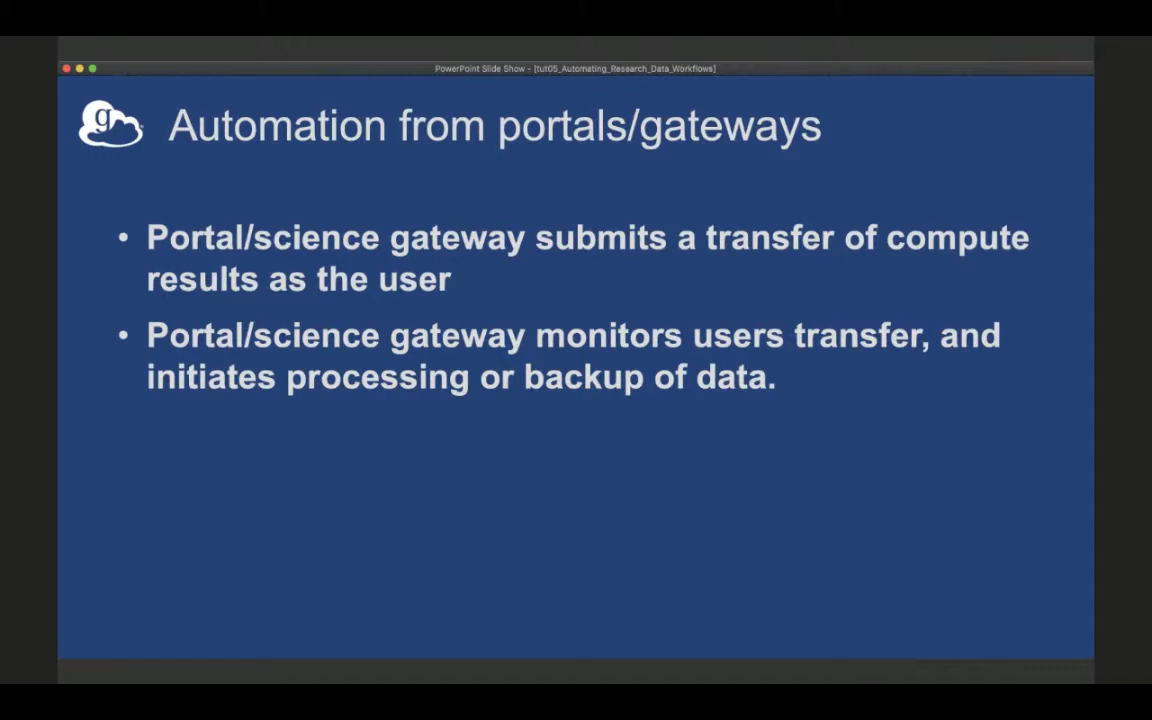 PowerPoint Slide Show - [tut05_Automating_Research_Data_Workflows]
g
Automation from portals/gateways
• Portal/science gateway submits a transfer of compute
results as the user
• Portal/science gateway monitors users transfer, and
initiates processing or backup of data.